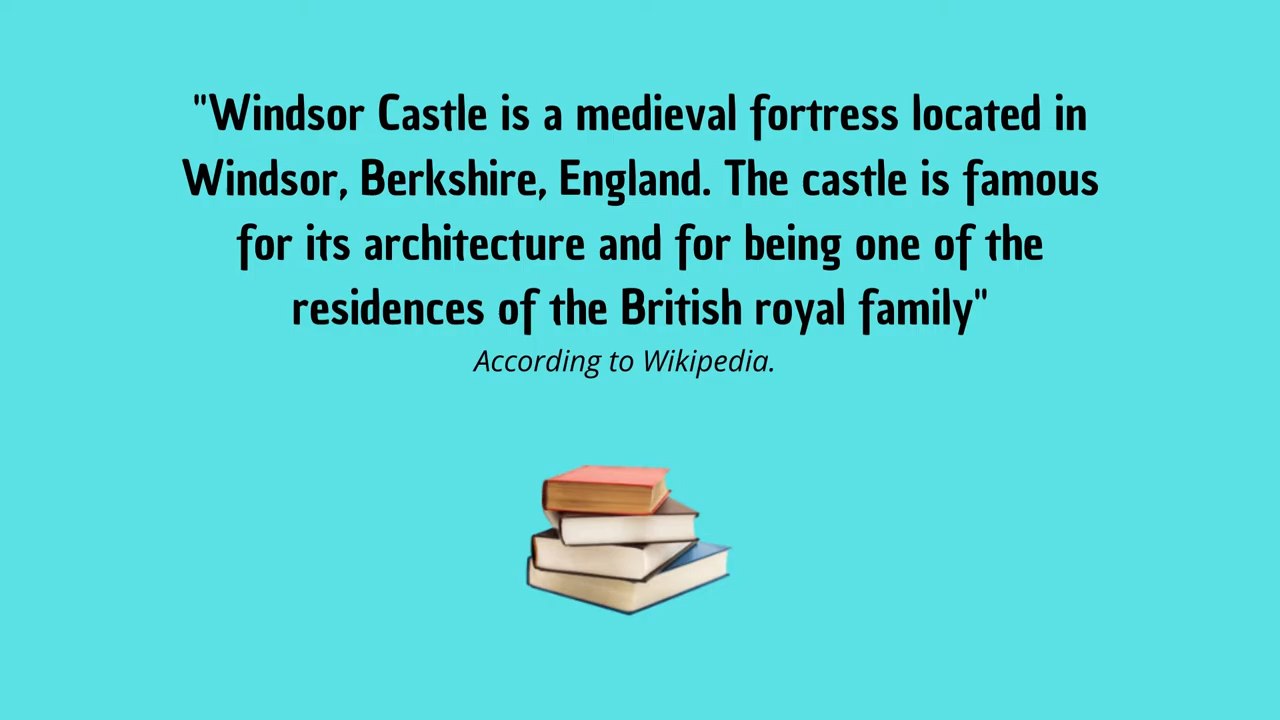 "Windsor Castle is a medieval fortress located in
Windsor, Berkshire, England. The castle is famous
for its architecture and for being one of the
residences of the British royal family"
According to Wikipedia.